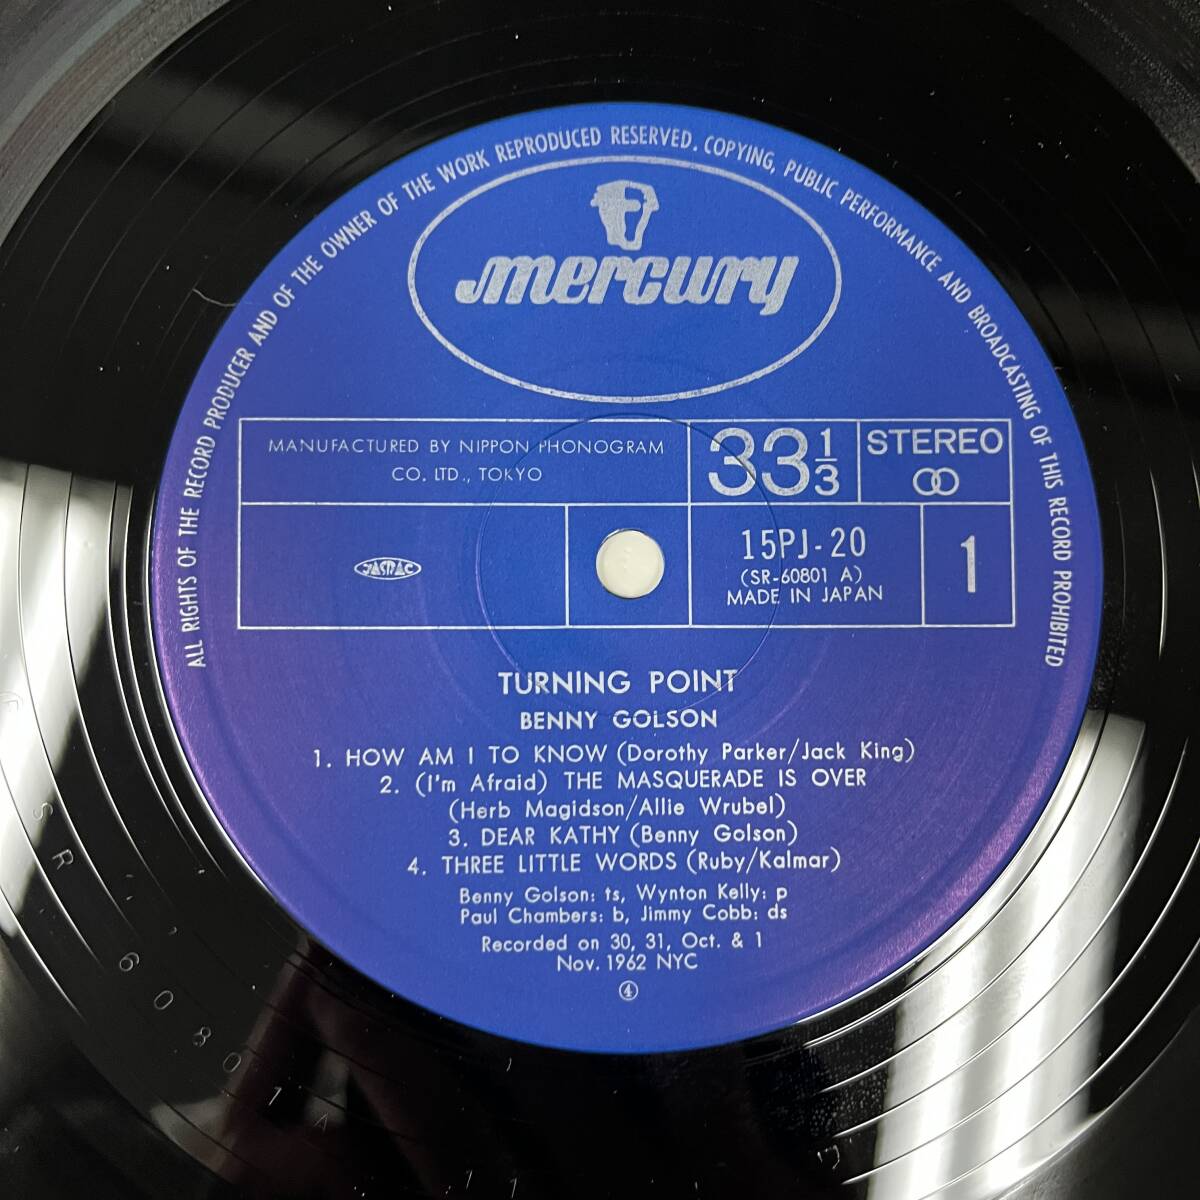 ALL RIGHTS OF THE RECORD PRODUCER AND OF THE OWNER OF THE WORK REPRODUCED RESERVED. COPYING, PUBLIC PERFORMANCE AND BROADCASTING OF THIS RECORD PROHIBITED
mercury
MANUFACTURED BY NIPPON PHONOGRAM
CO. LTD., TOKYO
33 1/3
STEREO
JASRAC
15PJ-20
(SR-60801 A)
MADE IN JAPAN
1
TURNING POINT
BENNY GOLSON
1. HOW AM I TO KNOW (Dorothy Parker/Jack King)
2. (I'm Afraid) THE MASQUERADE IS OVER
(Herb Magidson/Allie Wrubel)
3. DEAR KATHY (Benny Golson)
4. THREE LITTLE WORDS (Ruby/Kalmar)
Benny Golson: ts, Wynton Kelly: p
Paul Chambers: b, Jimmy Cobb: ds
Recorded on 30, 31, Oct. & 1
Nov. 1962 NYC
④
SR-60801A